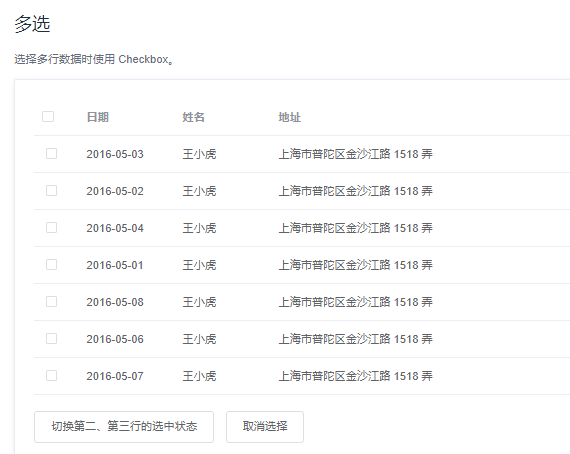 多选
选择多行数据时使用 Checkbox。
日期 姓名 地址
2016-05-03 王小虎 上海市普陀区金沙江路 1518 弄
2016-05-02 王小虎 上海市普陀区金沙江路 1518 弄
2016-05-04 王小虎 上海市普陀区金沙江路 1518 弄
2016-05-01 王小虎 上海市普陀区金沙江路 1518 弄
2016-05-08 王小虎 上海市普陀区金沙江路 1518 弄
2016-05-06 王小虎 上海市普陀区金沙江路 1518 弄
2016-05-07 王小虎 上海市普陀区金沙江路 1518 弄
切换第二、第三行的选中状态 取消选择